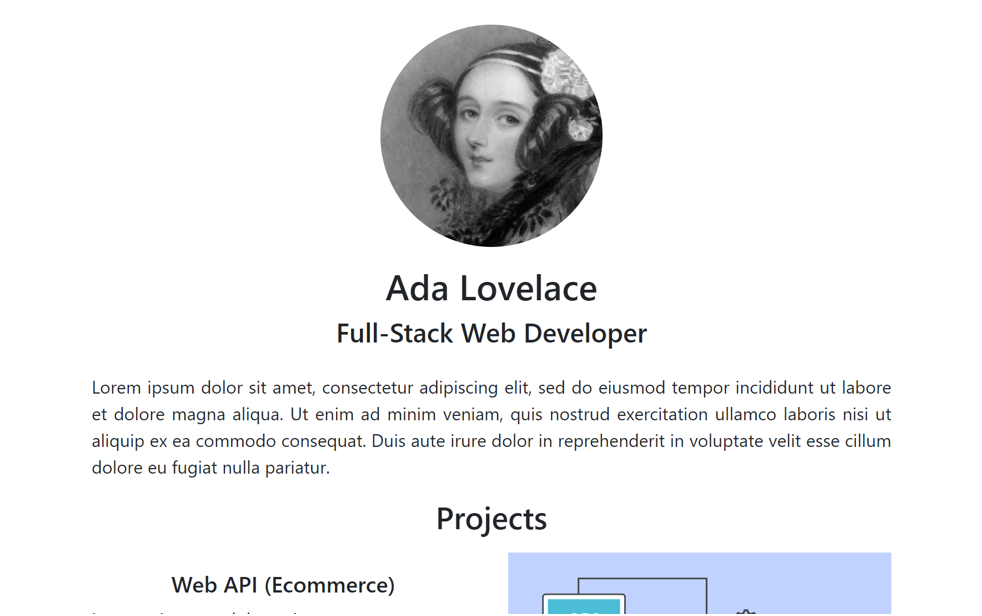 Ada Lovelace
Full-Stack Web Developer
Lorem ipsum dolor sit amet, consectetur adipiscing elit, sed do eiusmod tempor incididunt ut labore
et dolore magna aliqua. Ut enim ad minim veniam, quis nostrud exercitation ullamco laboris nisi ut
aliquip ex ea commodo consequat. Duis aute irure dolor in reprehenderit in voluptate velit esse cillum
dolore eu fugiat nulla pariatur.
Projects
Web API (Ecommerce)